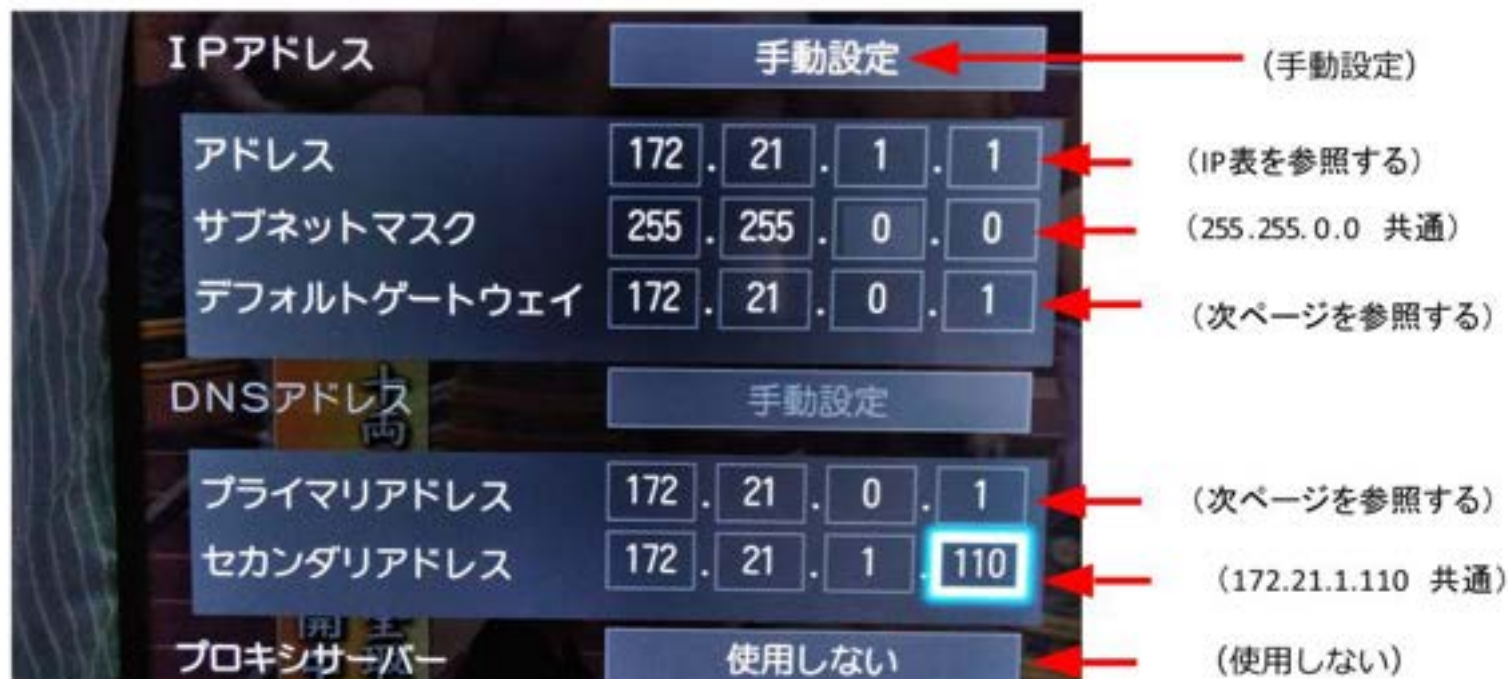 IPアドレス 手動設定 (手動設定)
アドレス 172 . 21 . 1 . 1 (IP表を参照する)
サブネットマスク 255 . 255 . 0 . 0 (255.255.0.0 共通)
デフォルトゲートウェイ 172 . 21 . 0 . 1 (次ページを参照する)
DNSアドレス 手動設定
十両
プライマリアドレス 172 . 21 . 0 . 1 (次ページを参照する)
セカンダリアドレス 172 . 21 . 1 . 110 (172.21.1.110 共通)
プロキシサーバー 使用しない (使用しない)